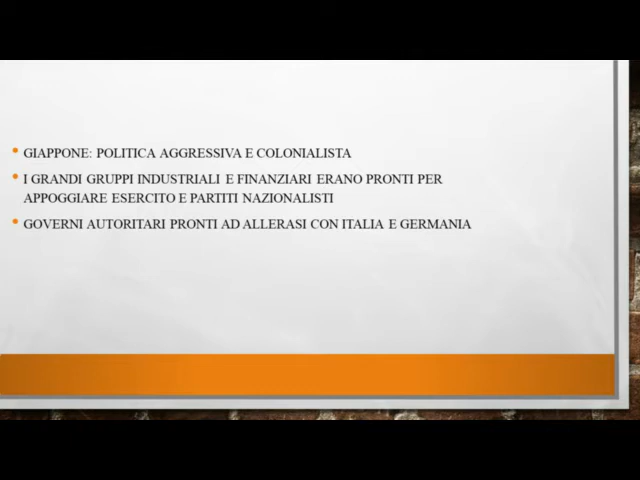 • GIAPPONE: POLITICA AGGRESSIVA E COLONIALISTA
• I GRANDI GRUPPI INDUSTRIALI E FINANZIARI ERANO PRONTI PER
APPOGGIARE ESERCITO E PARTITI NAZIONALISTI
• GOVERNI AUTORITARI PRONTI AD ALLERASI CON ITALIA E GERMANIA